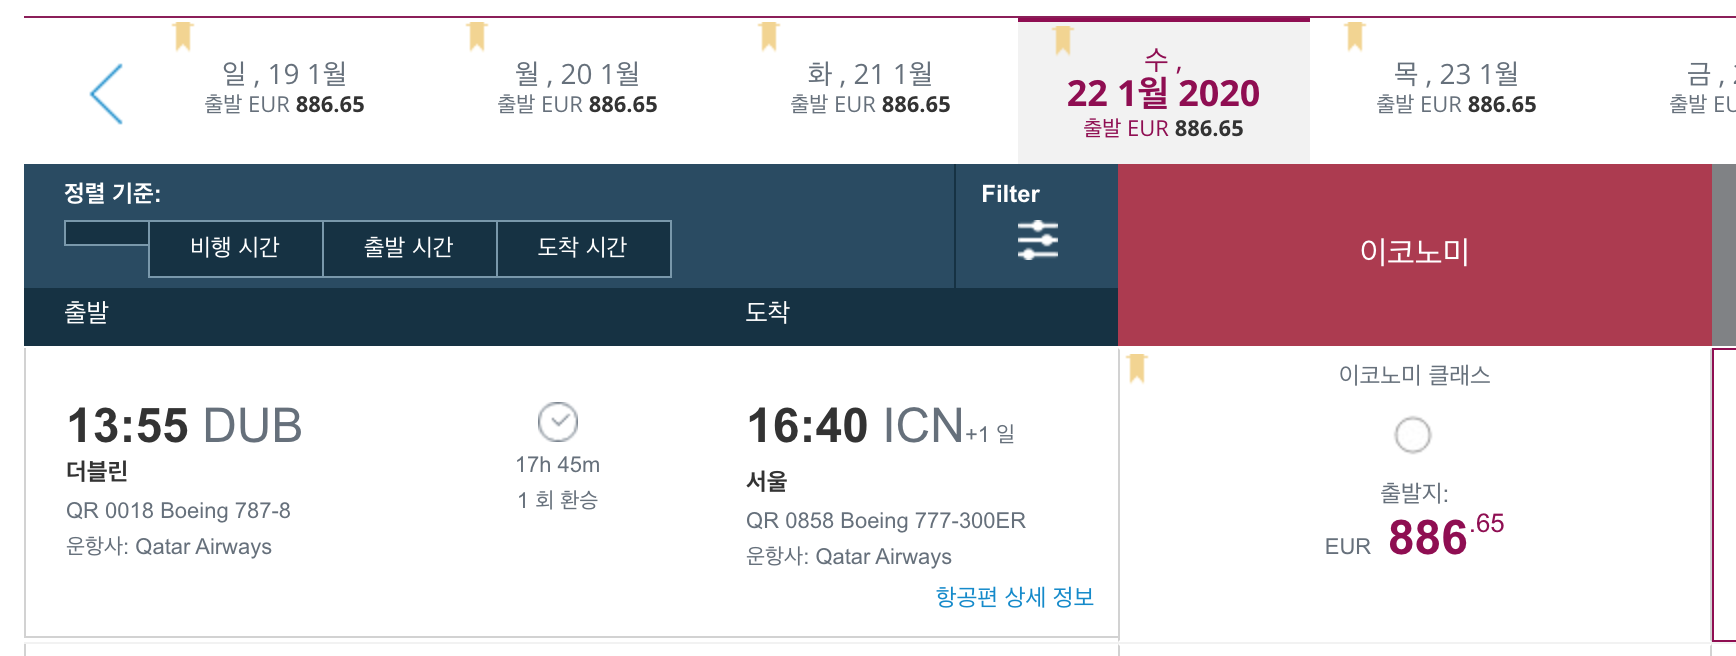 일 , 19 1월
출발 EUR 886.65
월 , 20 1월
출발 EUR 886.65
화 , 21 1월
출발 EUR 886.65
수 ,
22 1월 2020
출발 EUR 886.65
목 , 23 1월
출발 EUR 886.65
금 ,
출발
정렬 기준:
비행 시간 출발 시간 도착 시간
Filter
이코노미
출발 도착
13:55 DUB
더블린
QR 0018 Boeing 787-8
운항사: Qatar Airways
17h 45m
1 회 환승
16:40 ICN+1 일
서울
QR 0858 Boeing 777-300ER
운항사: Qatar Airways
항공편 상세 정보
이코노미 클래스
출발지:
EUR 886.65